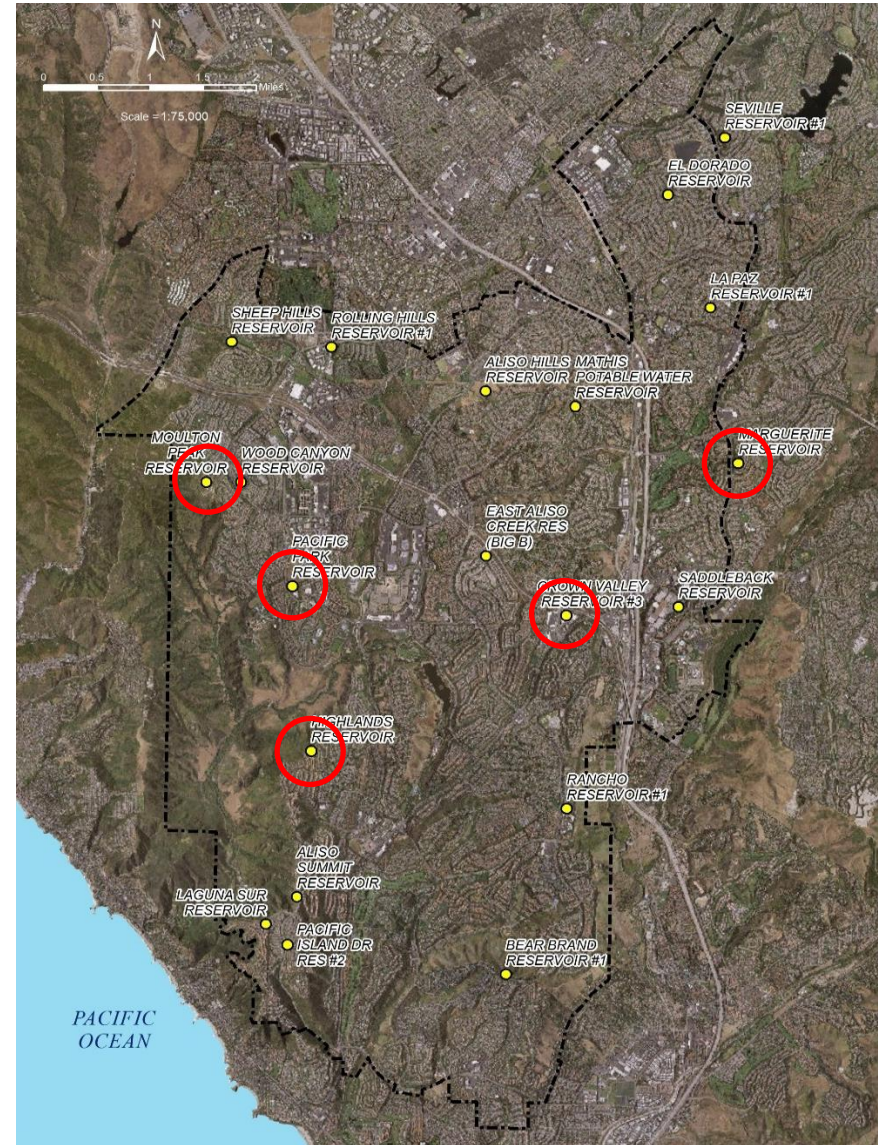 N
0 0.5 1 1.5 2
Miles
Scale = 1:75,000
SEVILLE
RESERVOIR #1
EL DORADO
RESERVOIR
LA PAZ
RESERVOIR #1
SHEEP HILLS
RESERVOIR
ROLLING HILLS
RESERVOIR #1
ALISO HILLS
RESERVOIR
MATHIS
POTABLE WATER
RESERVOIR
MOULTON
PEAK
RESERVOIR
WOOD CANYON
RESERVOIR
MARGUERITE
RESERVOIR
EAST ALISO
CREEK RES
(BIG B)
PACIFIC
PARK
RESERVOIR
CROWN VALLEY
RESERVOIR #3
SADDLEBACK
RESERVOIR
HIGHLANDS
RESERVOIR
RANCHO
RESERVOIR #1
ALISO
SUMMIT
RESERVOIR
LAGUNA SUR
RESERVOIR
PACIFIC
ISLAND DR
RES #2
BEAR BRAND
RESERVOIR #1
PACIFIC
OCEAN